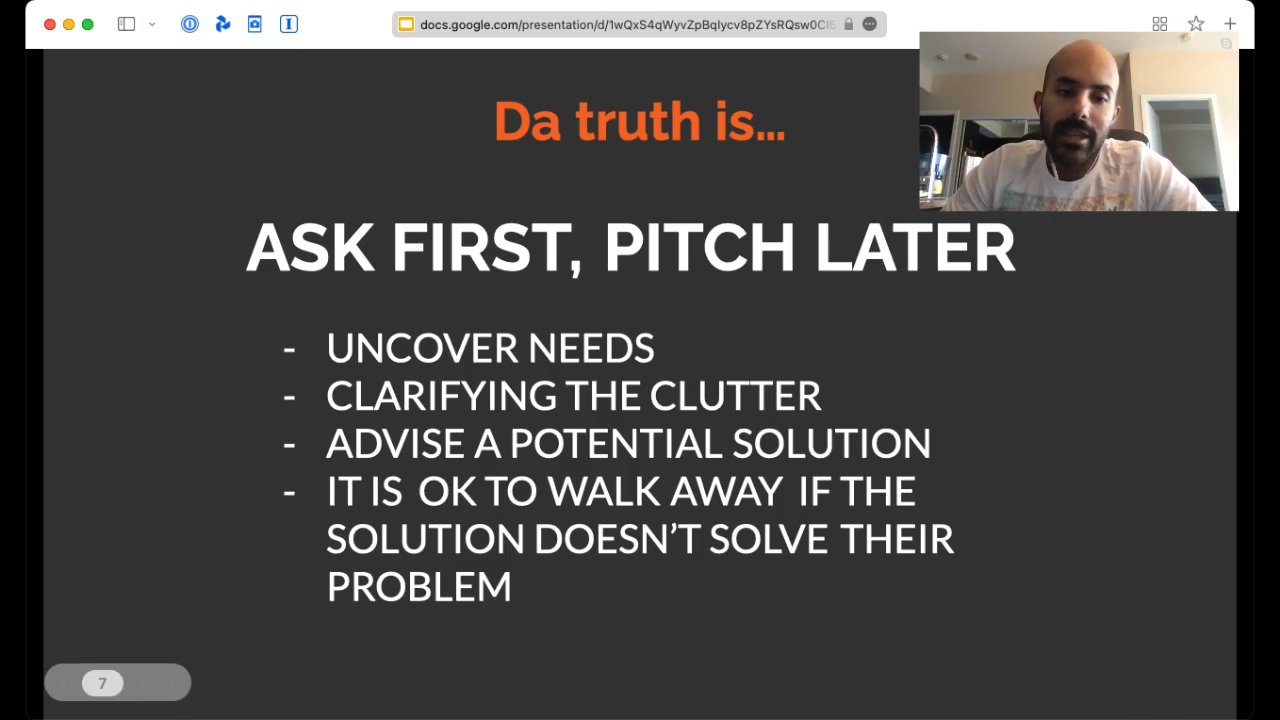 docs.google.com/presentation/d/1wQxS4qWyvZpBqlycv8pZYsRQsw0Cl5
Da truth is...
ASK FIRST, PITCH LATER
- UNCOVER NEEDS
- CLARIFYING THE CLUTTER
- ADVISE A POTENTIAL SOLUTION
- IT IS OK TO WALK AWAY IF THE
SOLUTION DOESN'T SOLVE THEIR
PROBLEM
7